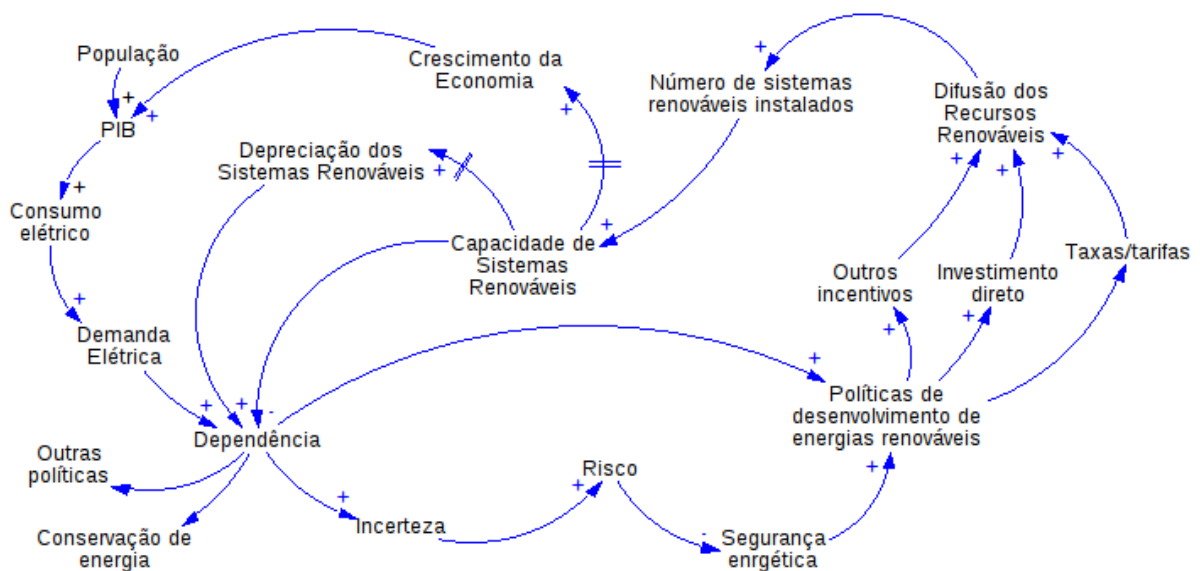 População
Crescimento da
Economia
Número de sistemas
renováveis instalados
Difusão dos
Recursos
Renováveis
+
+
+
+
PIB
Depreciação dos
Sistemas Renováveis
+
+
+
+
+
Consumo
elétrico
+
Capacidade de
Sistemas
Renováveis
+
Taxas/tarifas
Outros
incentivos
Investimento
direto
+
Demanda
Elétrica
+
+
+
Políticas de
desenvolvimento de
energias renováveis
+
+
-
Dependência
Outras
políticas
Risco
+
Conservação de
energia
+
Incerteza
+
-
Segurança
enrgética